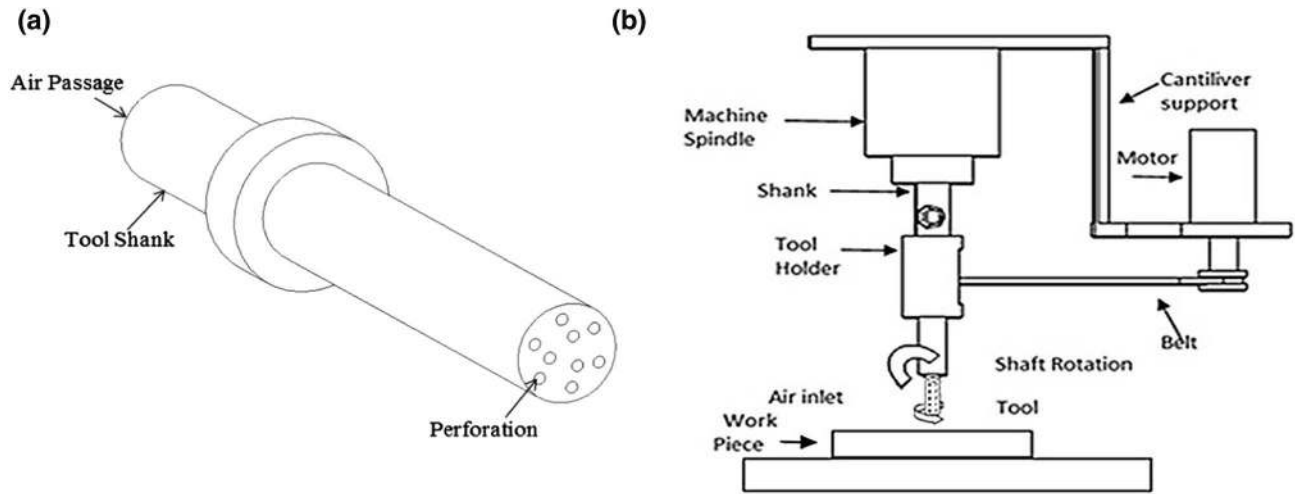 (a)
Air Passage
Tool Shank
Perforation
(b)
Machine
Spindle
Cantiliver
support
Motor
Shank
Tool
Holder
Belt
Shaft Rotation
Air inlet
Tool
Work
Piece